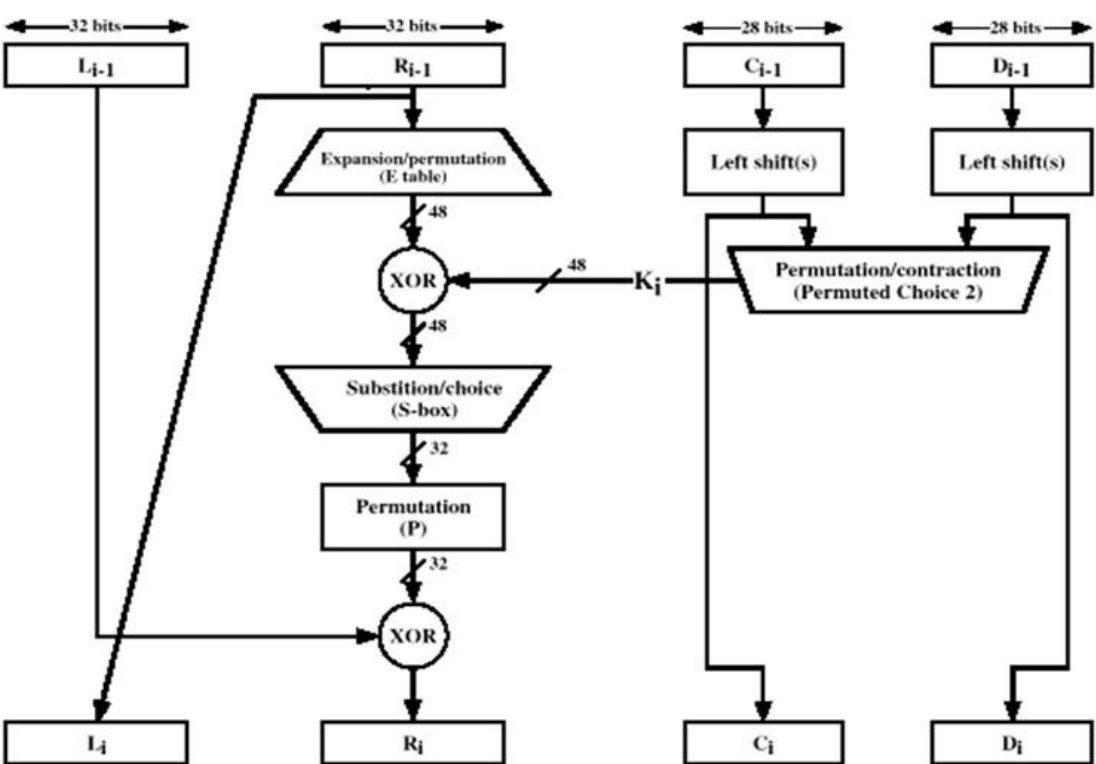 32 bits
32 bits
28 bits
28 bits
Li-1
Ri-1
Ci-1
Di-1
Expansion/permutation
(E table)
Left shift(s)
Left shift(s)
48
XOR
48
Ki
Permutation/contraction
(Permuted Choice 2)
48
Substition/choice
(S-box)
32
Permutation
(P)
32
XOR
Li
Ri
Ci
Di